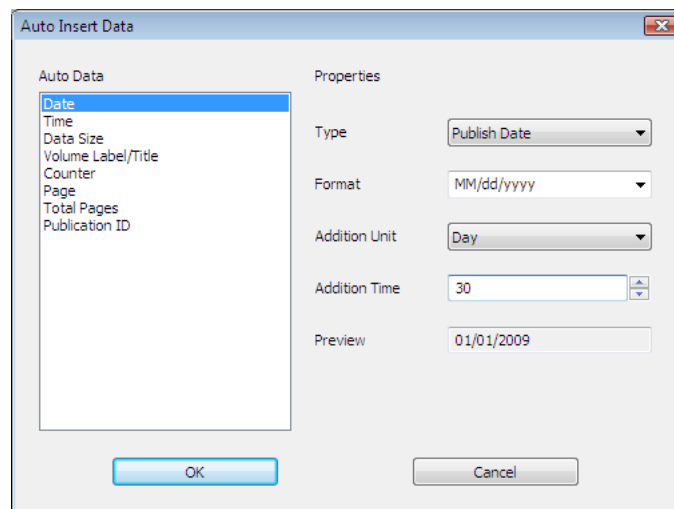 Auto Insert Data
Auto Data
Date
Time
Data Size
Volume Label/Title
Counter
Page
Total Pages
Publication ID
Properties
Type Publish Date
Format MM/dd/yyyy
Addition Unit Day
Addition Time 30
Preview 01/01/2009
OK Cancel